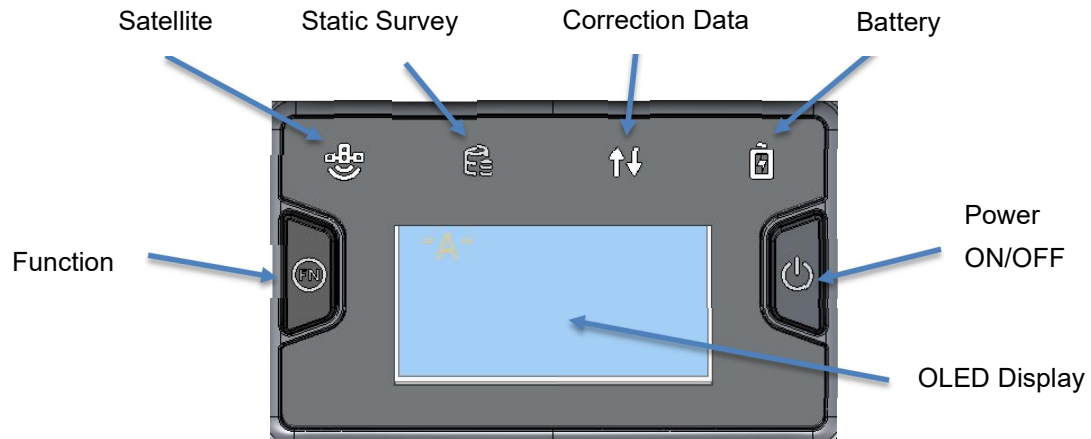 Satellite
Static Survey
Correction Data
Battery
Function
FN
-A-
Power
ON/OFF
OLED Display